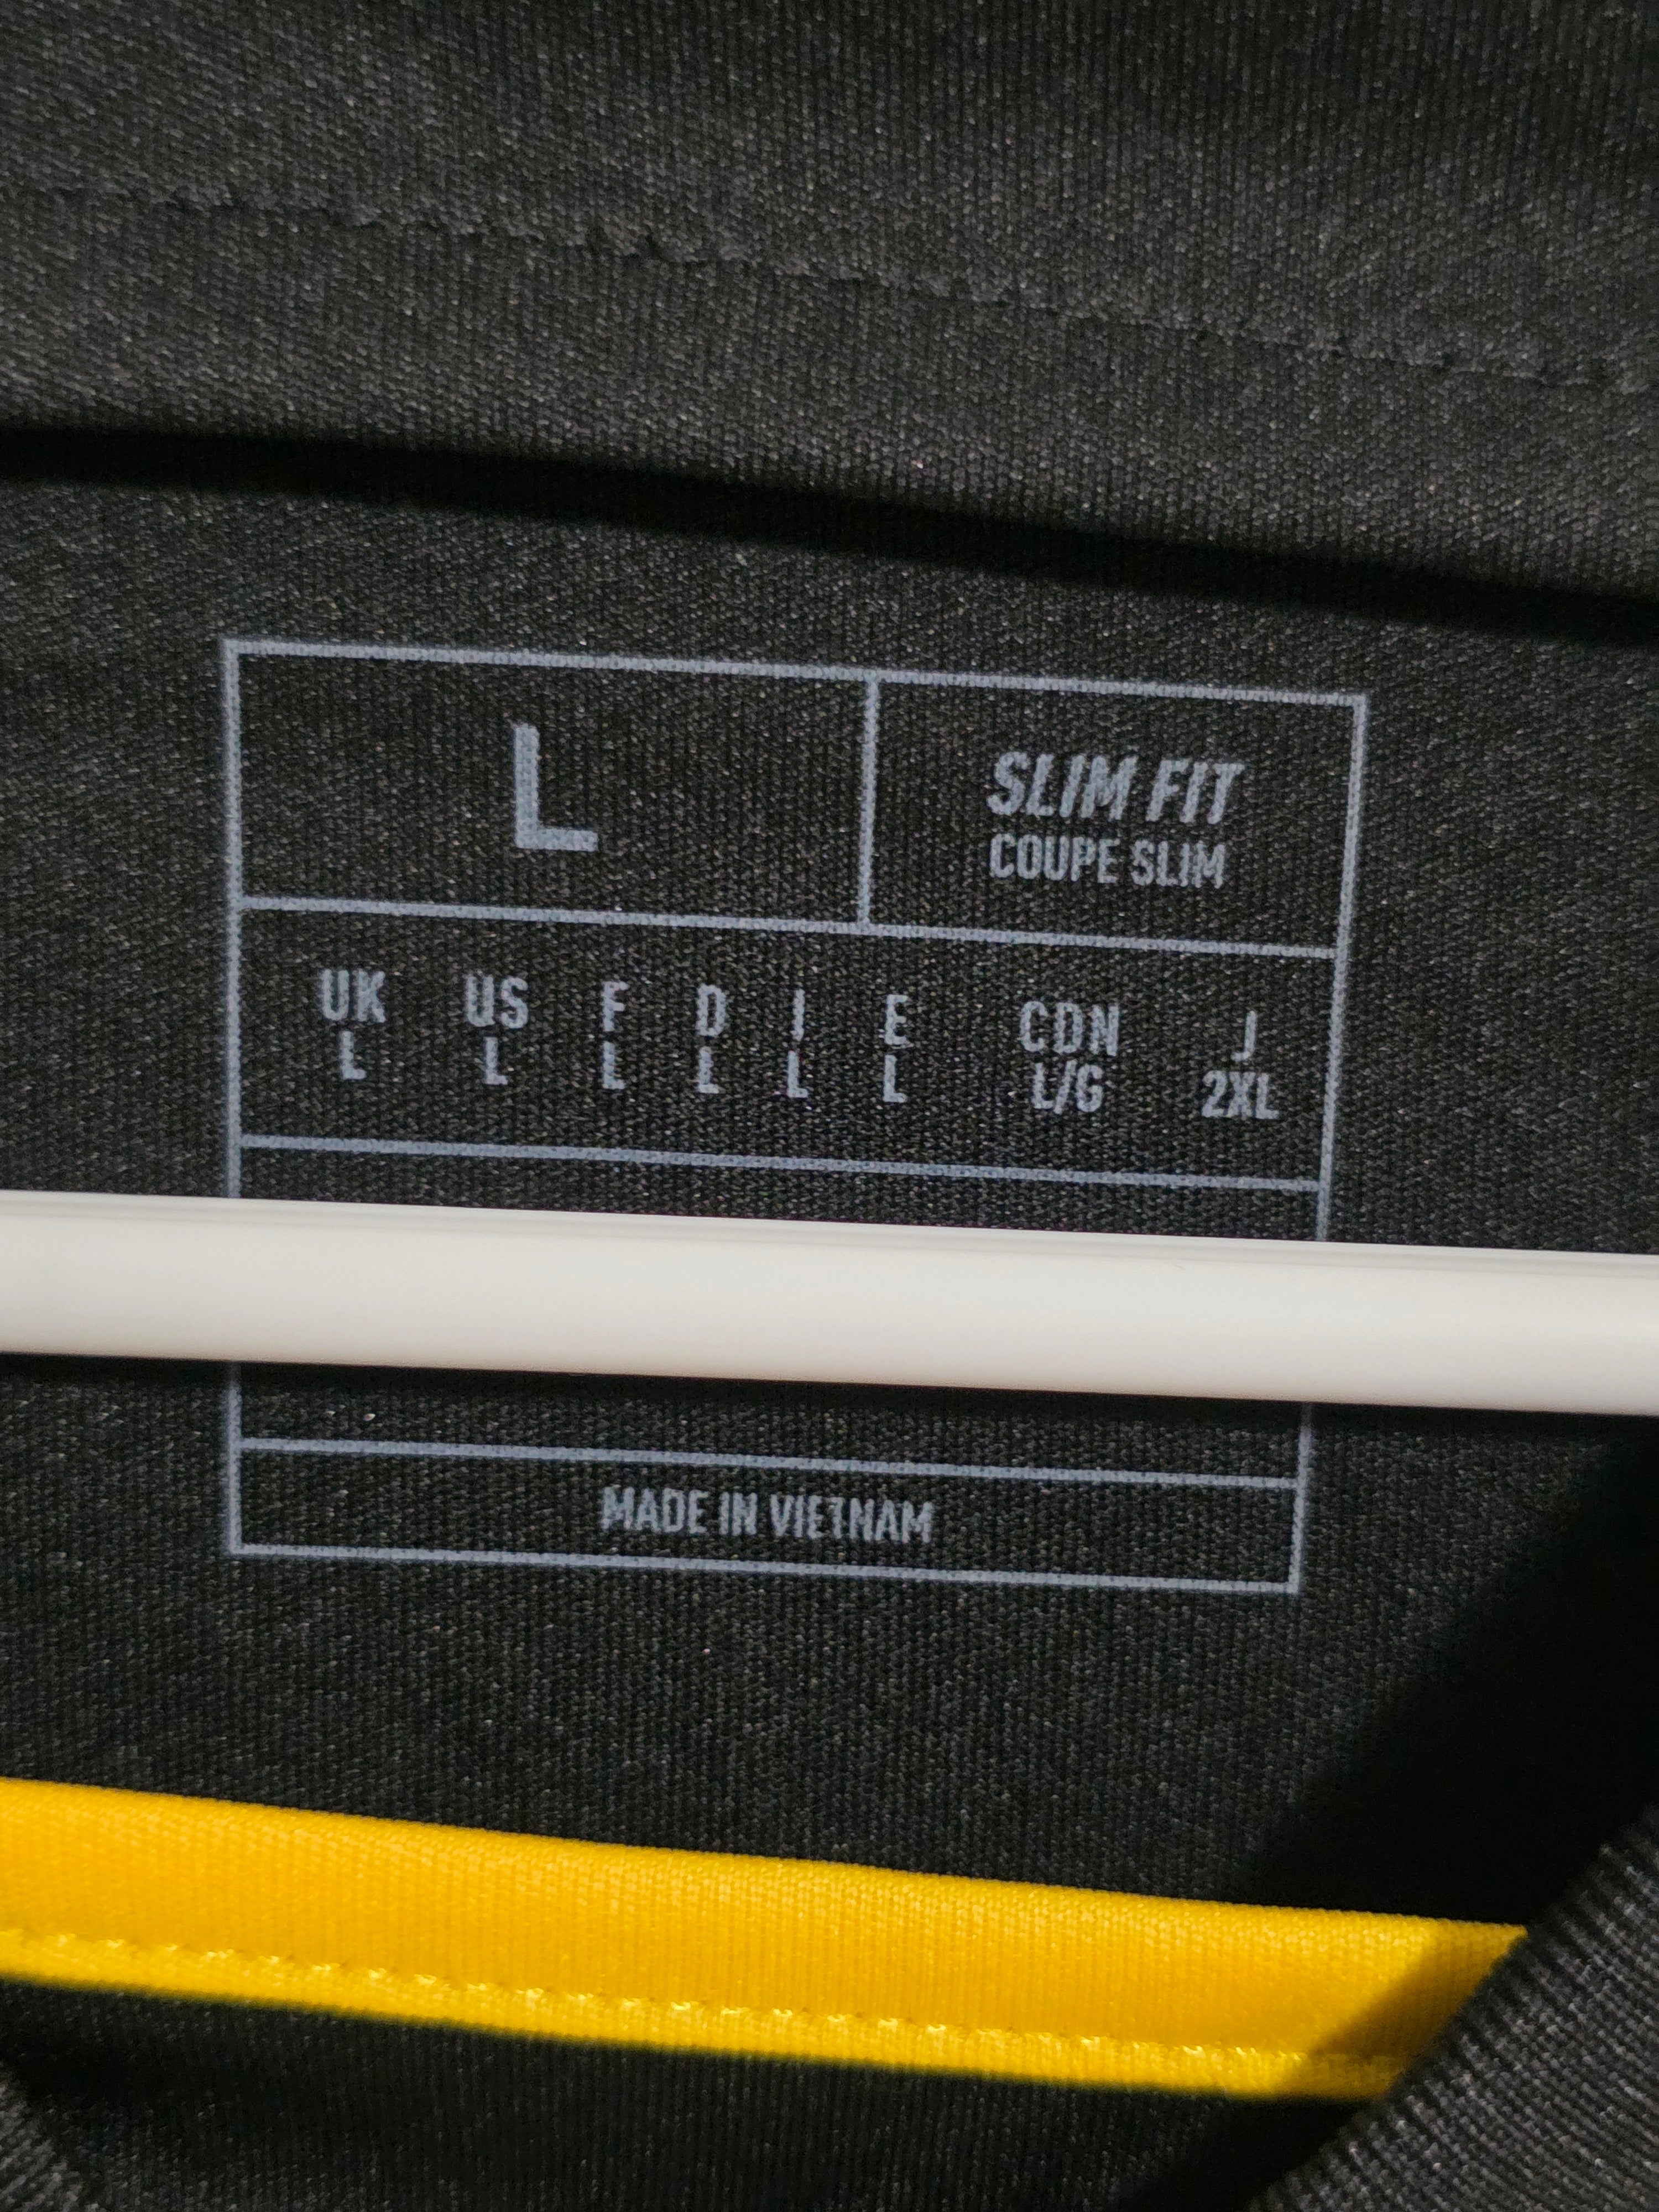 L
SLIM FIT
COUPE SLIM
UK US F D I E CDN J
L L L L L L L/G 2XL
MADE IN VIETNAM